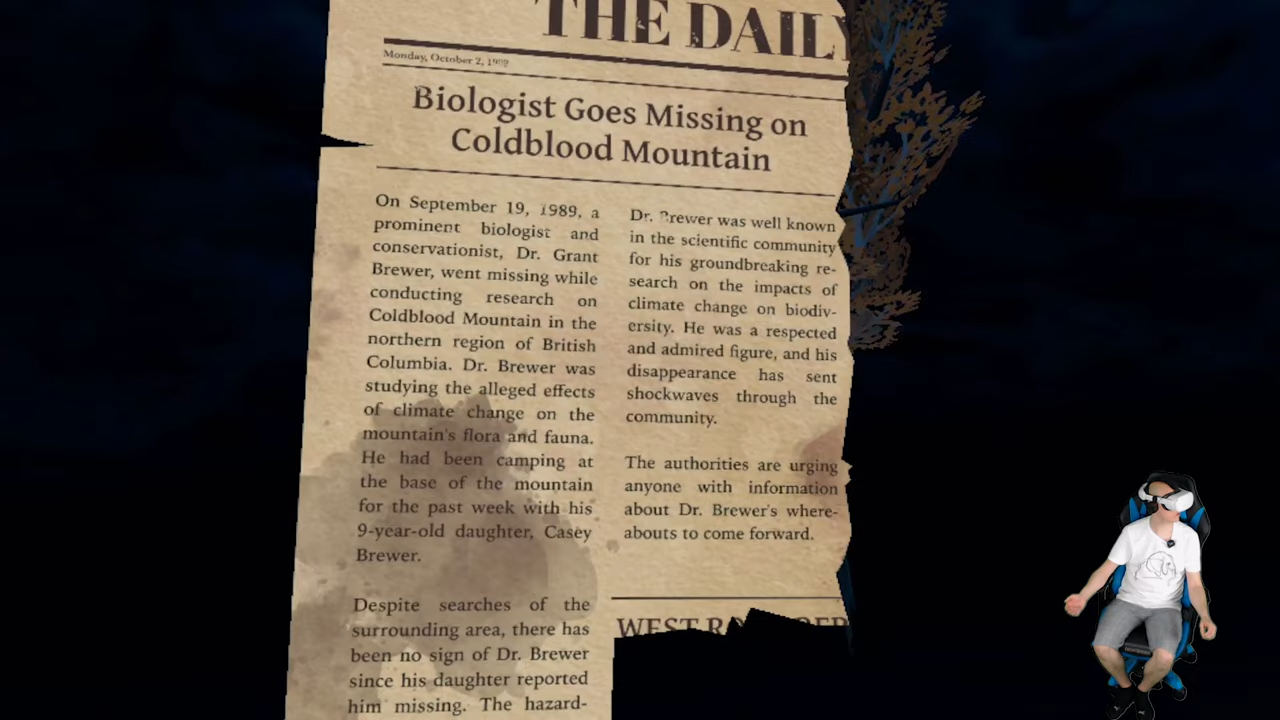 THE DAILY
Monday, October 2, 1989
Biologist Goes Missing on
Coldblood Mountain
On September 19, 1989, a
prominent biologist and
conservationist, Dr. Grant
Brewer, went missing while
conducting research on
Coldblood Mountain in the
northern region of British
Columbia. Dr. Brewer was
studying the alleged effects
of climate change on the
mountain's flora and fauna.
He had been camping at
the base of the mountain
for the past week with his
9-year-old daughter, Casey
Brewer.
Despite searches of the
surrounding area, there has
been no sign of Dr. Brewer
since his daughter reported
him missing. The hazard-
Dr. Brewer was well known
in the scientific community
for his groundbreaking re-
search on the impacts of
climate change on biodiv-
ersity. He was a respected
and admired figure, and his
disappearance has sent
shockwaves through the
community.
The authorities are urging
anyone with information
about Dr. Brewer's where-
abouts to come forward.
WEST